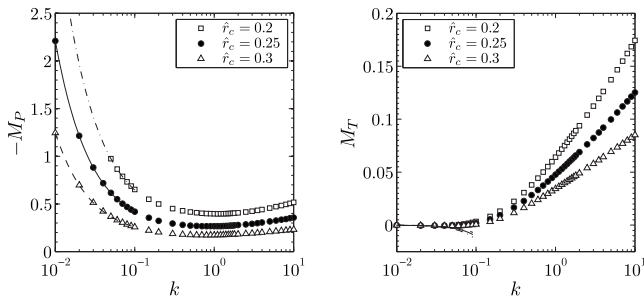 2.5
2
1.5
1
0.5
0
−M_P
r̂_c = 0.2
r̂_c = 0.25
r̂_c = 0.3
10^−2
10^−1
10^0
10^1
k
0.2
0.15
0.1
0.05
0
M_T
r̂_c = 0.2
r̂_c = 0.25
r̂_c = 0.3
10^−2
10^−1
10^0
10^1
k